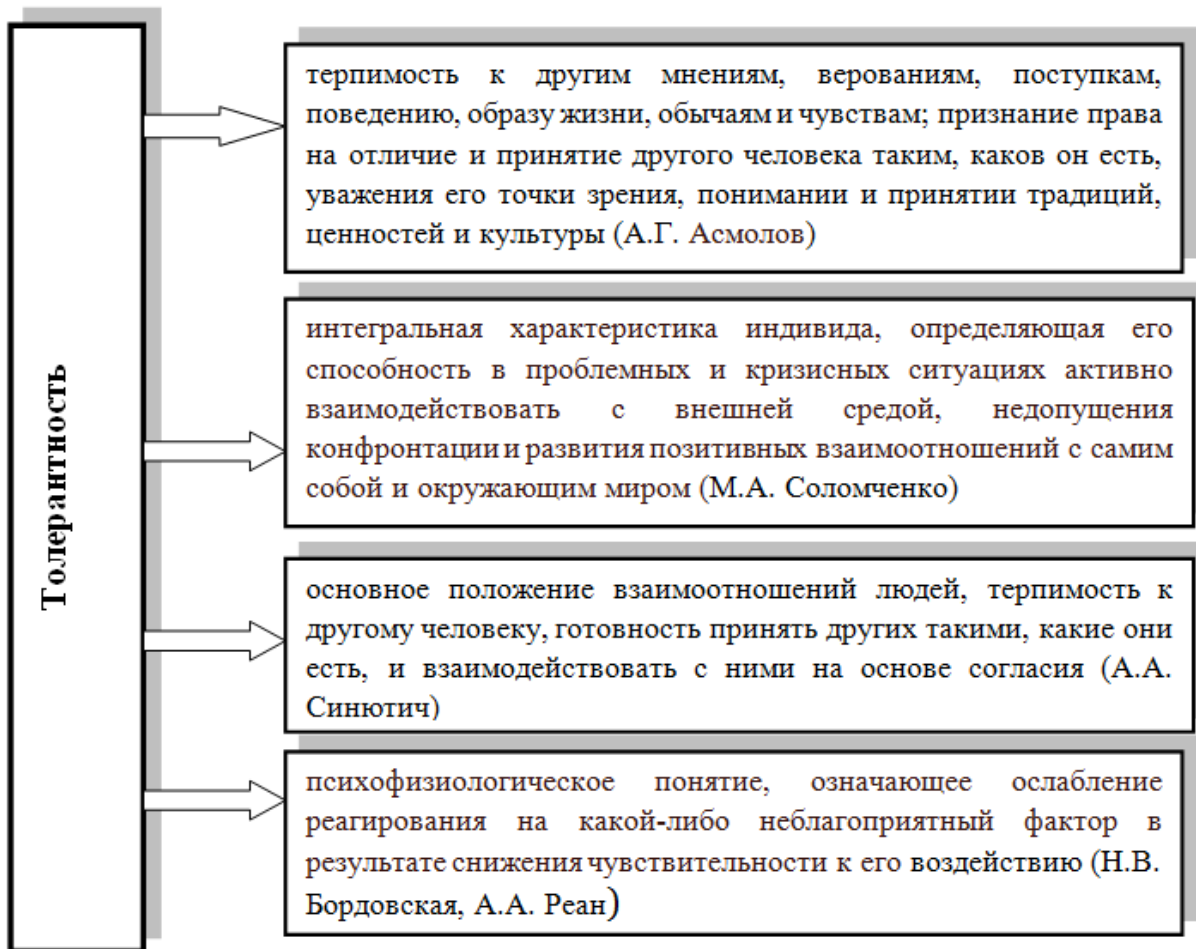 Толерантность
терпимость к другим мнениям, верованиям, поступкам,
поведению, образу жизни, обычаям и чувствам; признание права
на отличие и принятие другого человека таким, каков он есть,
уважения его точки зрения, понимании и принятии традиций,
ценностей и культуры (А.Г. Асмолов)
интегральная характеристика индивида, определяющая его
способность в проблемных и кризисных ситуациях активно
взаимодействовать с внешней средой, недопущения
конфронтации и развития позитивных взаимоотношений с самим
собой и окружающим миром (М.А. Соломченко)
основное положение взаимоотношений людей, терпимость к
другому человеку, готовность принять других такими, какие они
есть, и взаимодействовать с ними на основе согласия (А.А.
Синютич)
психофизиологическое понятие, означающее ослабление
реагирования на какой-либо неблагоприятный фактор в
результате снижения чувствительности к его воздействию (Н.В.
Бордовская, А.А. Реан)